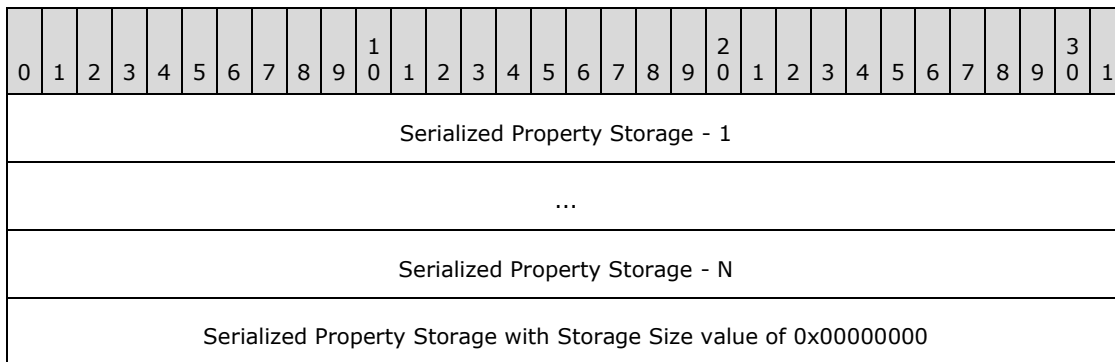 0 1 2 3 4 5 6 7 8 9 1 0 1 2 3 4 5 6 7 8 9 2 0 1 2 3 4 5 6 7 8 9 3 0 1
Serialized Property Storage - 1
...
Serialized Property Storage - N
Serialized Property Storage with Storage Size value of 0x00000000